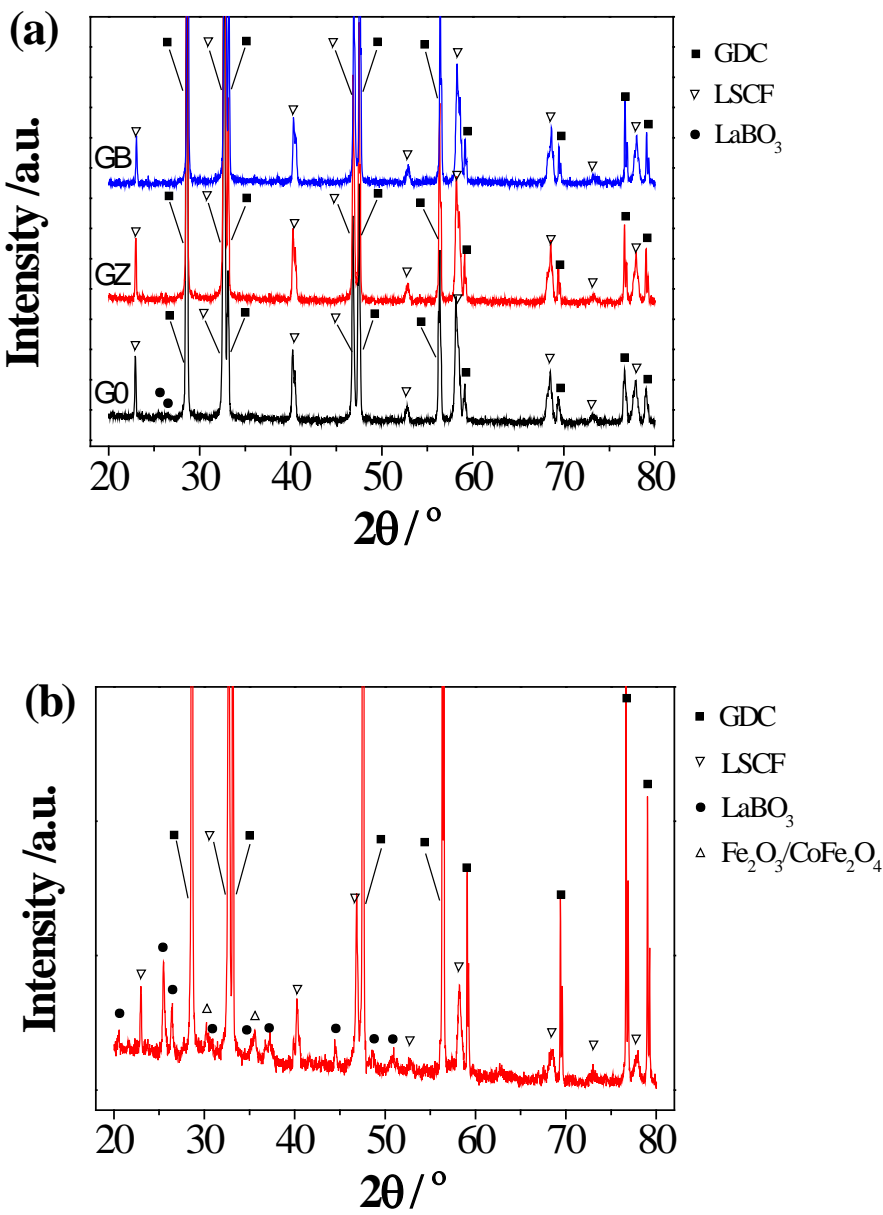 (a)
GDC
LSCF
LaBO₃
GB
GZ
G0
Intensity /a.u.
20 30 40 50 60 70 80
2θ / °
(b)
GDC
LSCF
LaBO₃
Fe₂O₃/CoFe₂O₄
Intensity /a.u.
20 30 40 50 60 70 80
2θ / °